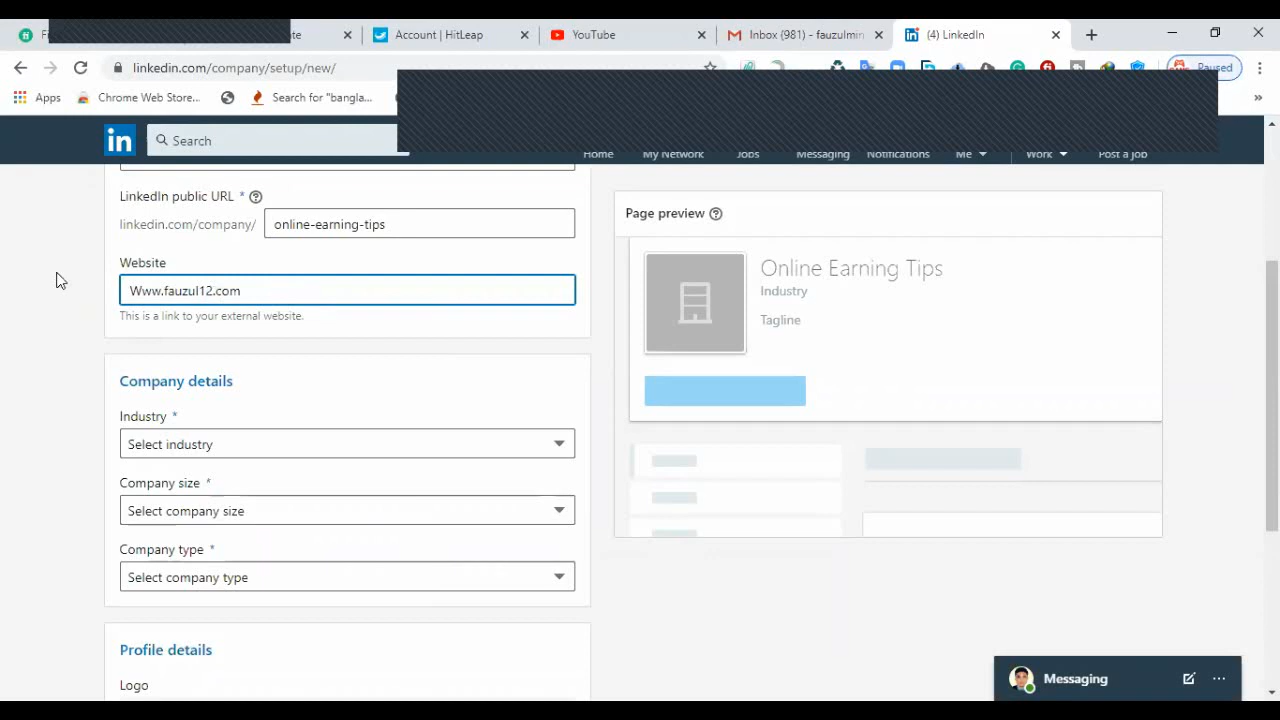 Account | HitLeap
YouTube
Inbox (981) - fauzulmin
(4) LinkedIn
linkedin.com/company/setup/new/
Paused
Apps
Chrome Web Store...
Search for "bangla...
in
Search
Home
My Network
Jobs
Messaging
Notifications
Me
Work
Post a job
LinkedIn public URL *
linkedin.com/company/
online-earning-tips
Website
Www.fauzul12.com
This is a link to your external website.
Company details
Industry *
Select industry
Company size *
Select company size
Company type *
Select company type
Profile details
Logo
Page preview
Online Earning Tips
Industry
Tagline
Messaging